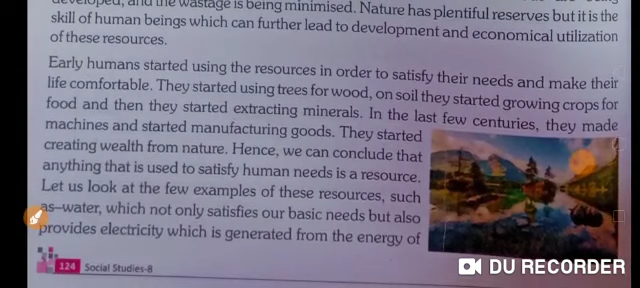 developed, and the wastage is being minimised. Nature has plentiful reserves but it is the
skill of human beings which can further lead to development and economical utilization
of these resources.
Early humans started using the resources in order to satisfy their needs and make their
life comfortable. They started using trees for wood, on soil they started growing crops for
food and then they started extracting minerals. In the last few centuries, they made
machines and started manufacturing goods. They started
creating wealth from nature. Hence, we can conclude that
anything that is used to satisfy human needs is a resource.
Let us look at the few examples of these resources, such
as–water, which not only satisfies our basic needs but also
provides electricity which is generated from the energy of
124 Social Studies-8
DU RECORDER